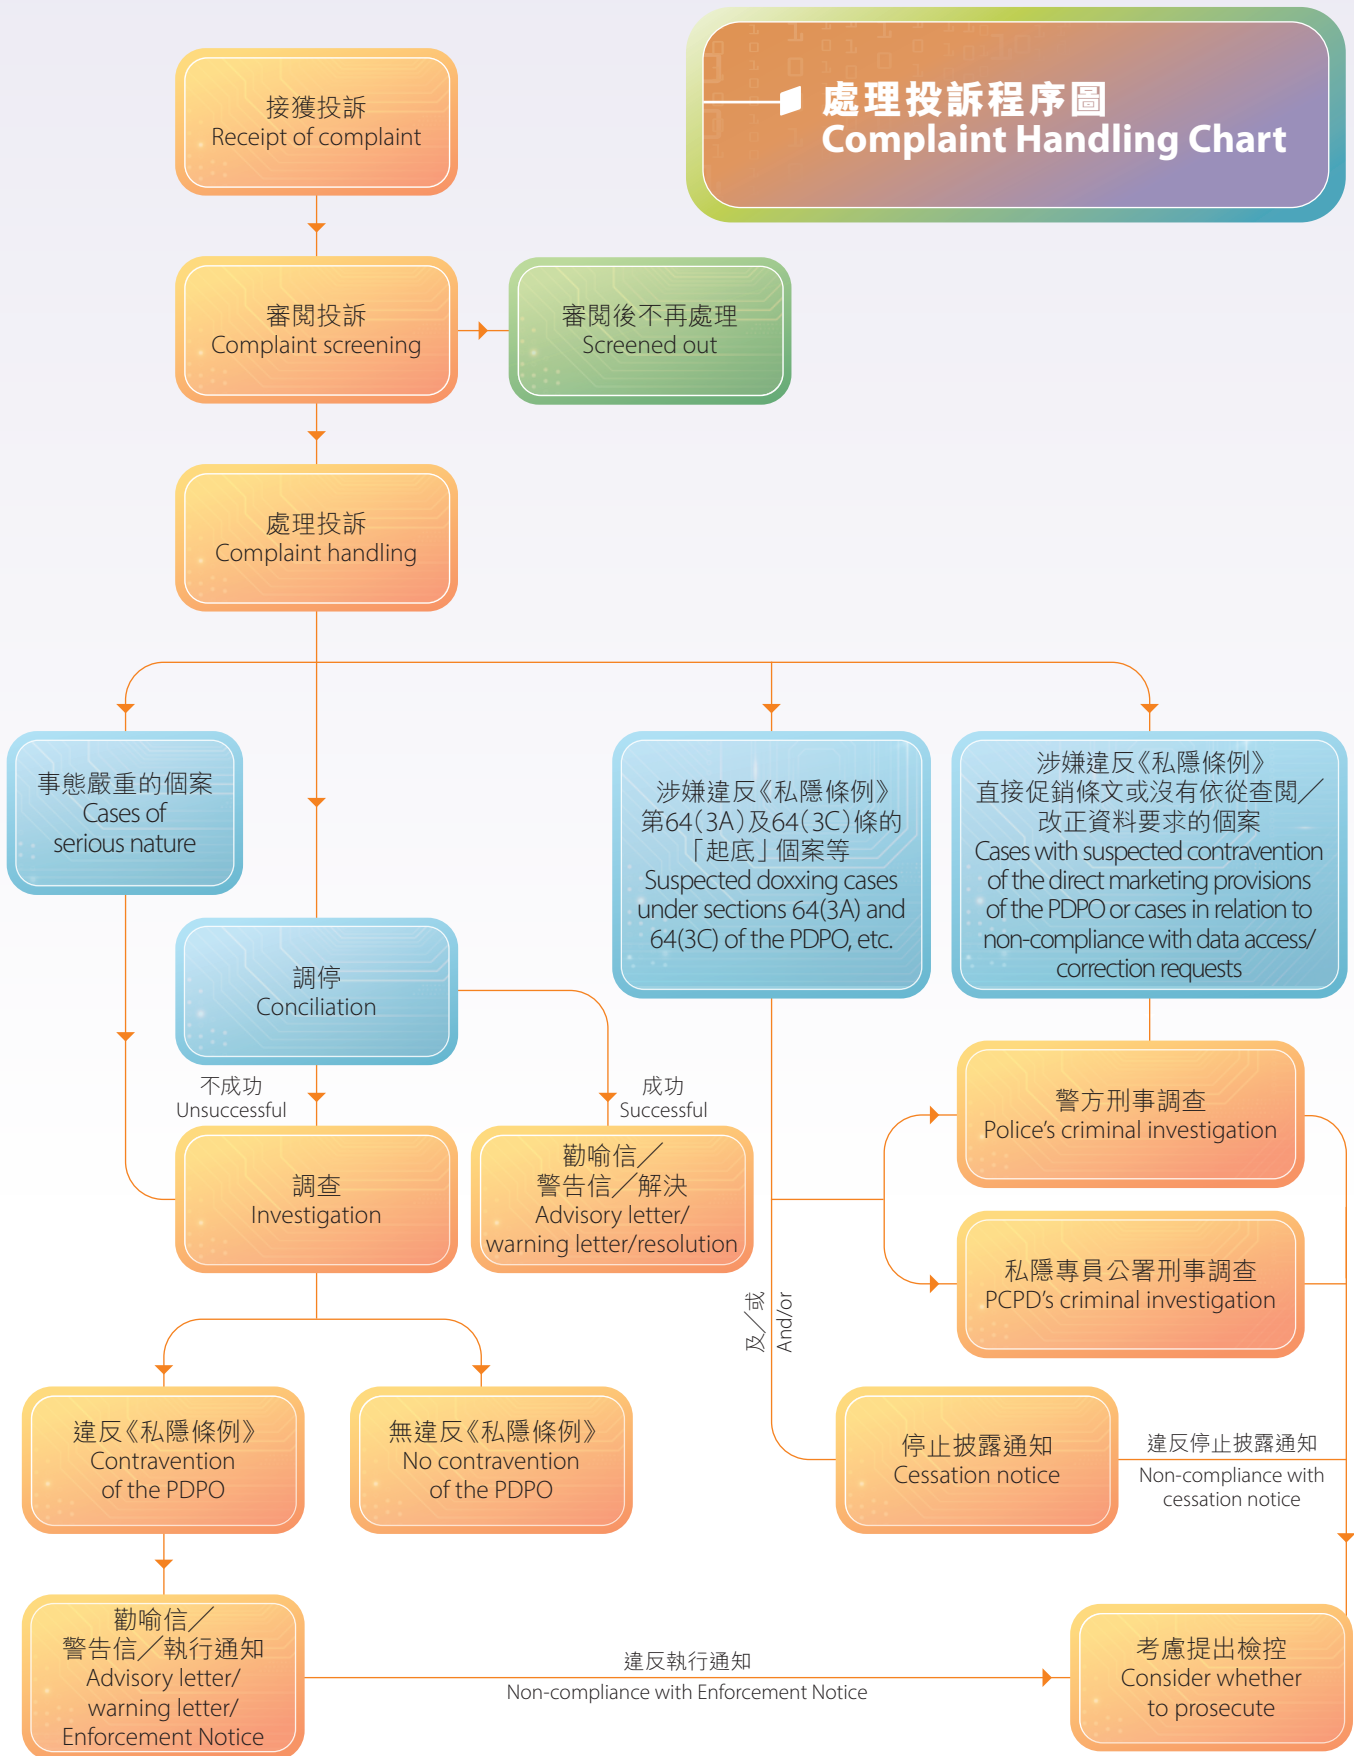 處理投訴程序圖
Complaint Handling Chart
接獲投訴
Receipt of complaint
審閱投訴
Complaint screening
審閱後不再處理
Screened out
處理投訴
Complaint handling
事態嚴重的個案
Cases of
serious nature
調停
Conciliation
涉嫌違反《私隱條例》
第64(3A)及64(3C)條的
「起底」個案等
Suspected doxxing cases
under sections 64(3A) and
64(3C) of the PDPO, etc.
涉嫌違反《私隱條例》
直接促銷條文或沒有依從查閱／
改正資料要求的個案
Cases with suspected contravention
of the direct marketing provisions
of the PDPO or cases in relation to
non-compliance with data access/
correction requests
不成功
Unsuccessful
成功
Successful
調查
Investigation
勸喻信／
警告信／解決
Advisory letter/
warning letter/resolution
警方刑事調查
Police's criminal investigation
私隱專員公署刑事調查
PCPD's criminal investigation
及／或
And/or
違反《私隱條例》
Contravention
of the PDPO
無違反《私隱條例》
No contravention
of the PDPO
停止披露通知
Cessation notice
違反停止披露通知
Non-compliance with
cessation notice
勸喻信／
警告信／執行通知
Advisory letter/
warning letter/
Enforcement Notice
違反執行通知
Non-compliance with Enforcement Notice
考慮提出檢控
Consider whether
to prosecute